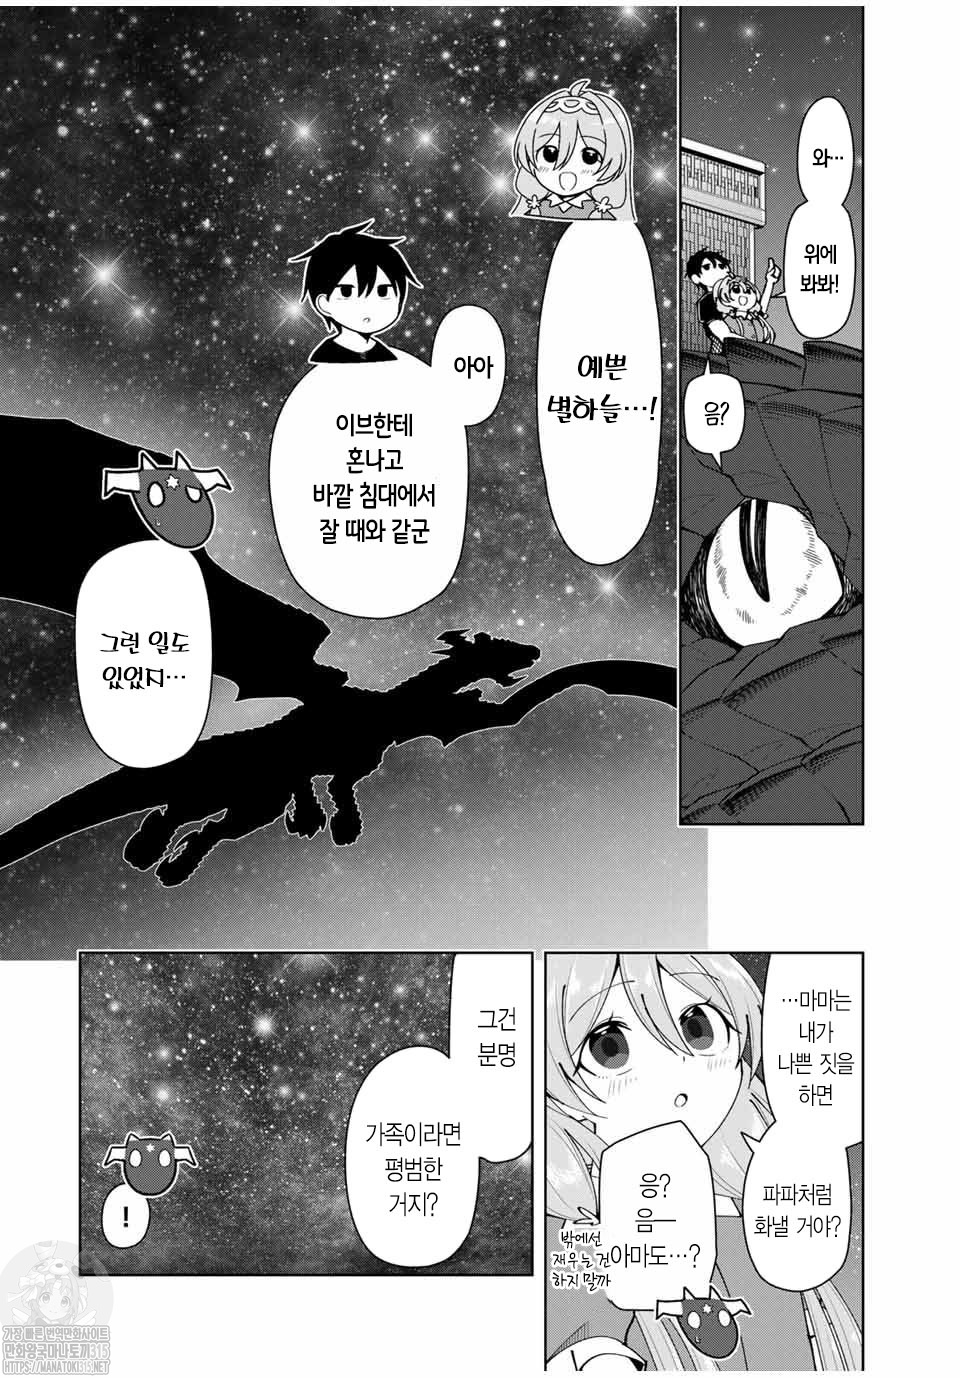 와…
위에
봐봐!
음?
예쁜
별하늘…!
아아
이브한테
혼나고
바깥 침대에서
잘 때와 같군
그런 일도
있었지…
…마마는
내가
나쁜 짓을
하면
파파처럼
화낼 거야?
응?
음—
아마도…?
밖에선
재우는 건
하지 말까
그건
분명
가족이라면
평범한
거지?
!
가장 빠른 번역만화사이트
만화왕국마나토끼315
HTTPS://MANATOKI315.NET